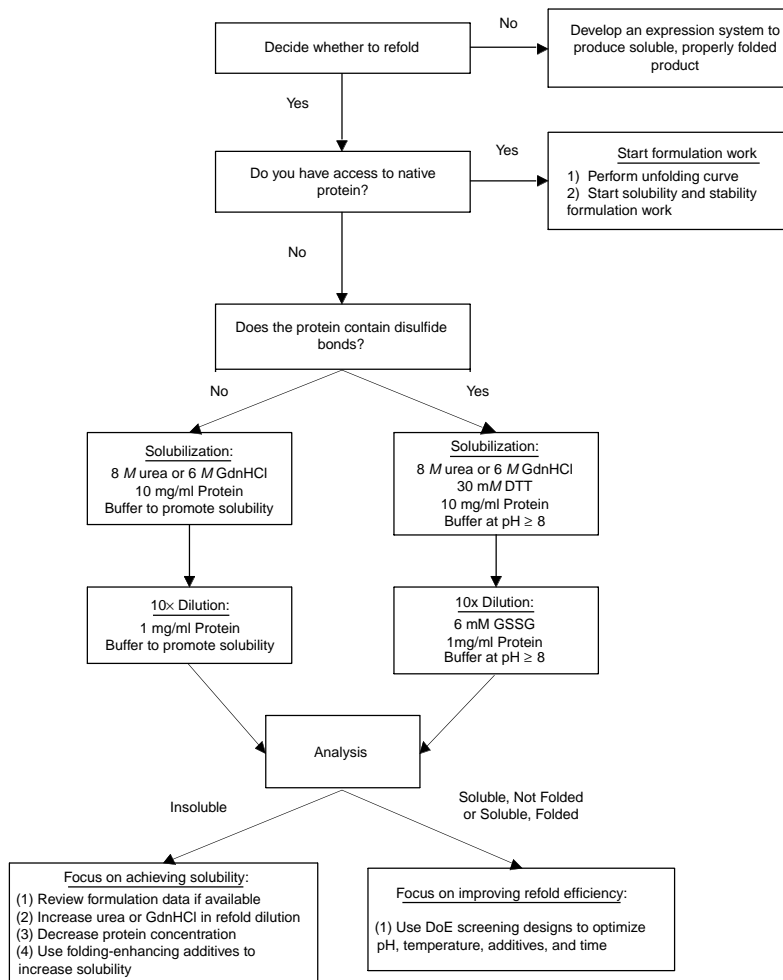 Decide whether to refold
No
Develop an expression system to
produce soluble, properly folded
product
Yes
Do you have access to native
protein?
Yes
Start formulation work
1) Perform unfolding curve
2) Start solubility and stability
formulation work
No
Does the protein contain disulfide
bonds?
No
Yes
Solubilization:
8 M urea or 6 M GdnHCl
10 mg/ml Protein
Buffer to promote solubility
Solubilization:
8 M urea or 6 M GdnHCl
30 mM DTT
10 mg/ml Protein
Buffer at pH ≥ 8
10× Dilution:
1 mg/ml Protein
Buffer to promote solubility
10x Dilution:
6 mM GSSG
1mg/ml Protein
Buffer at pH ≥ 8
Analysis
Insoluble
Soluble, Not Folded
or Soluble, Folded
Focus on achieving solubility:
(1) Review formulation data if available
(2) Increase urea or GdnHCl in refold dilution
(3) Decrease protein concentration
(4) Use folding-enhancing additives to
increase solubility
Focus on improving refold efficiency:
(1) Use DoE screening designs to optimize
pH, temperature, additives, and time